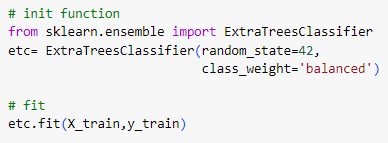 # init function
from sklearn.ensemble import ExtraTreesClassifier
etc= ExtraTreesClassifier(random_state=42,
                          class_weight='balanced')
# fit
etc.fit(X_train,y_train)